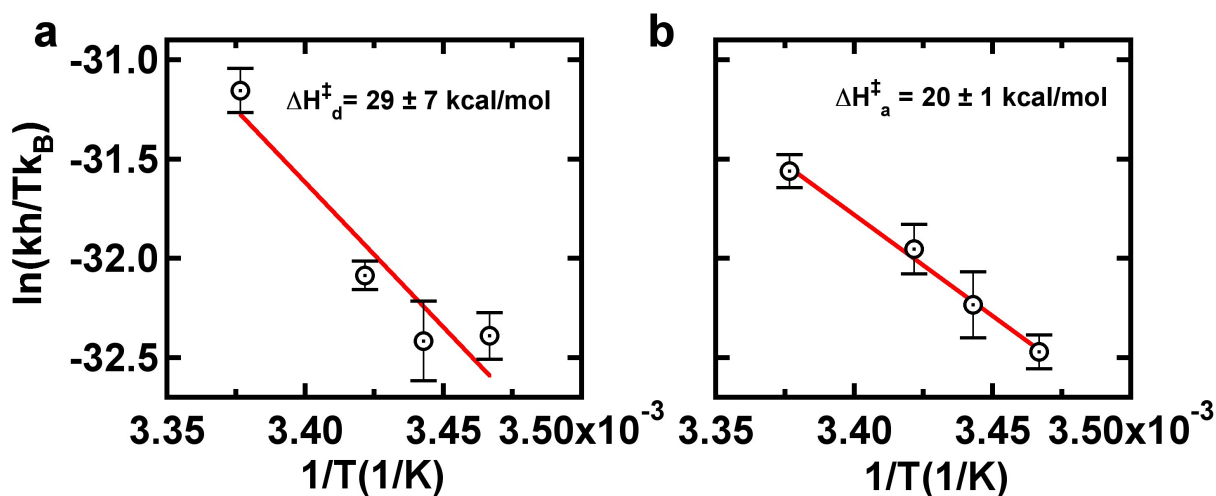 a
b
ln(kh/Tk_B)
-31.0
-31.5
-32.0
-32.5
ΔH‡d= 29 ± 7 kcal/mol
ΔH‡a = 20 ± 1 kcal/mol
3.35 3.40 3.45 3.50x10-3
3.35 3.40 3.45 3.50x10-3
1/T(1/K)
1/T(1/K)